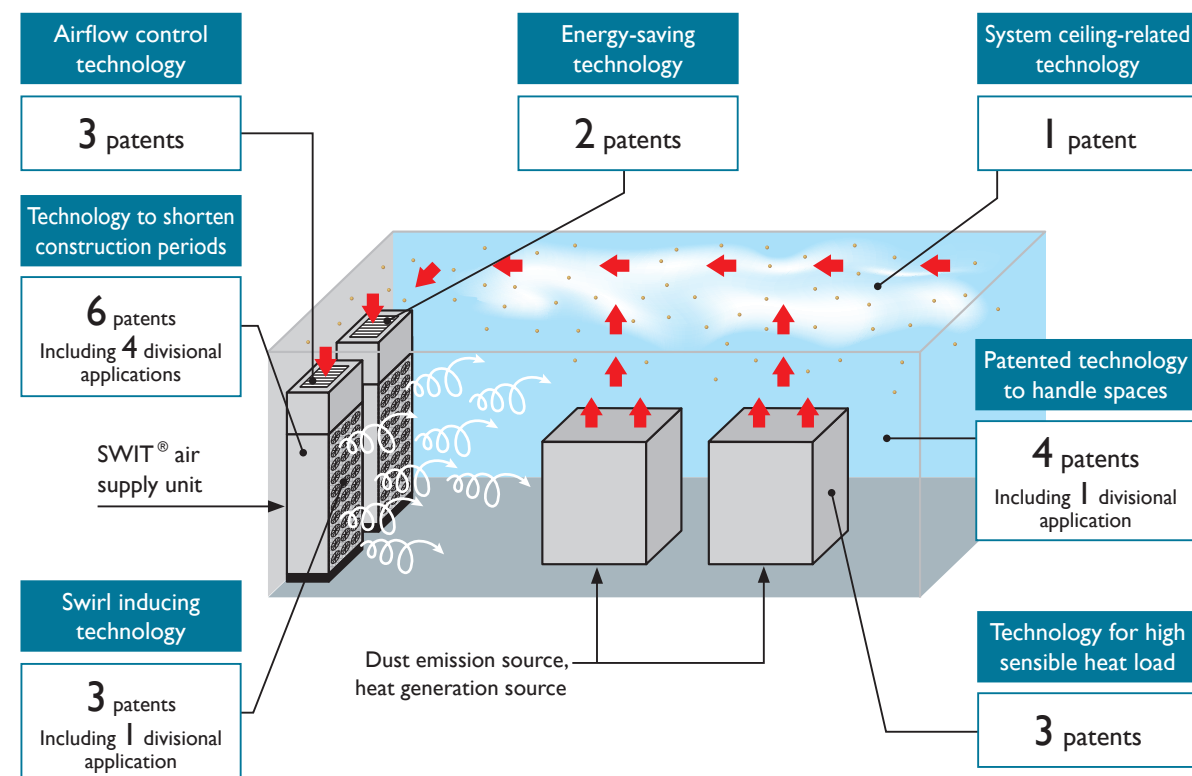 Airflow control
technology
3 patents
Energy-saving
technology
2 patents
System ceiling-related
technology
1 patent
Technology to shorten
construction periods
6 patents
Including 4 divisional
applications
SWIT® air
supply unit
Patented technology
to handle spaces
4 patents
Including 1 divisional
application
Swirl inducing
technology
3 patents
Including 1 divisional
application
Dust emission source,
heat generation source
Technology for high
sensible heat load
3 patents